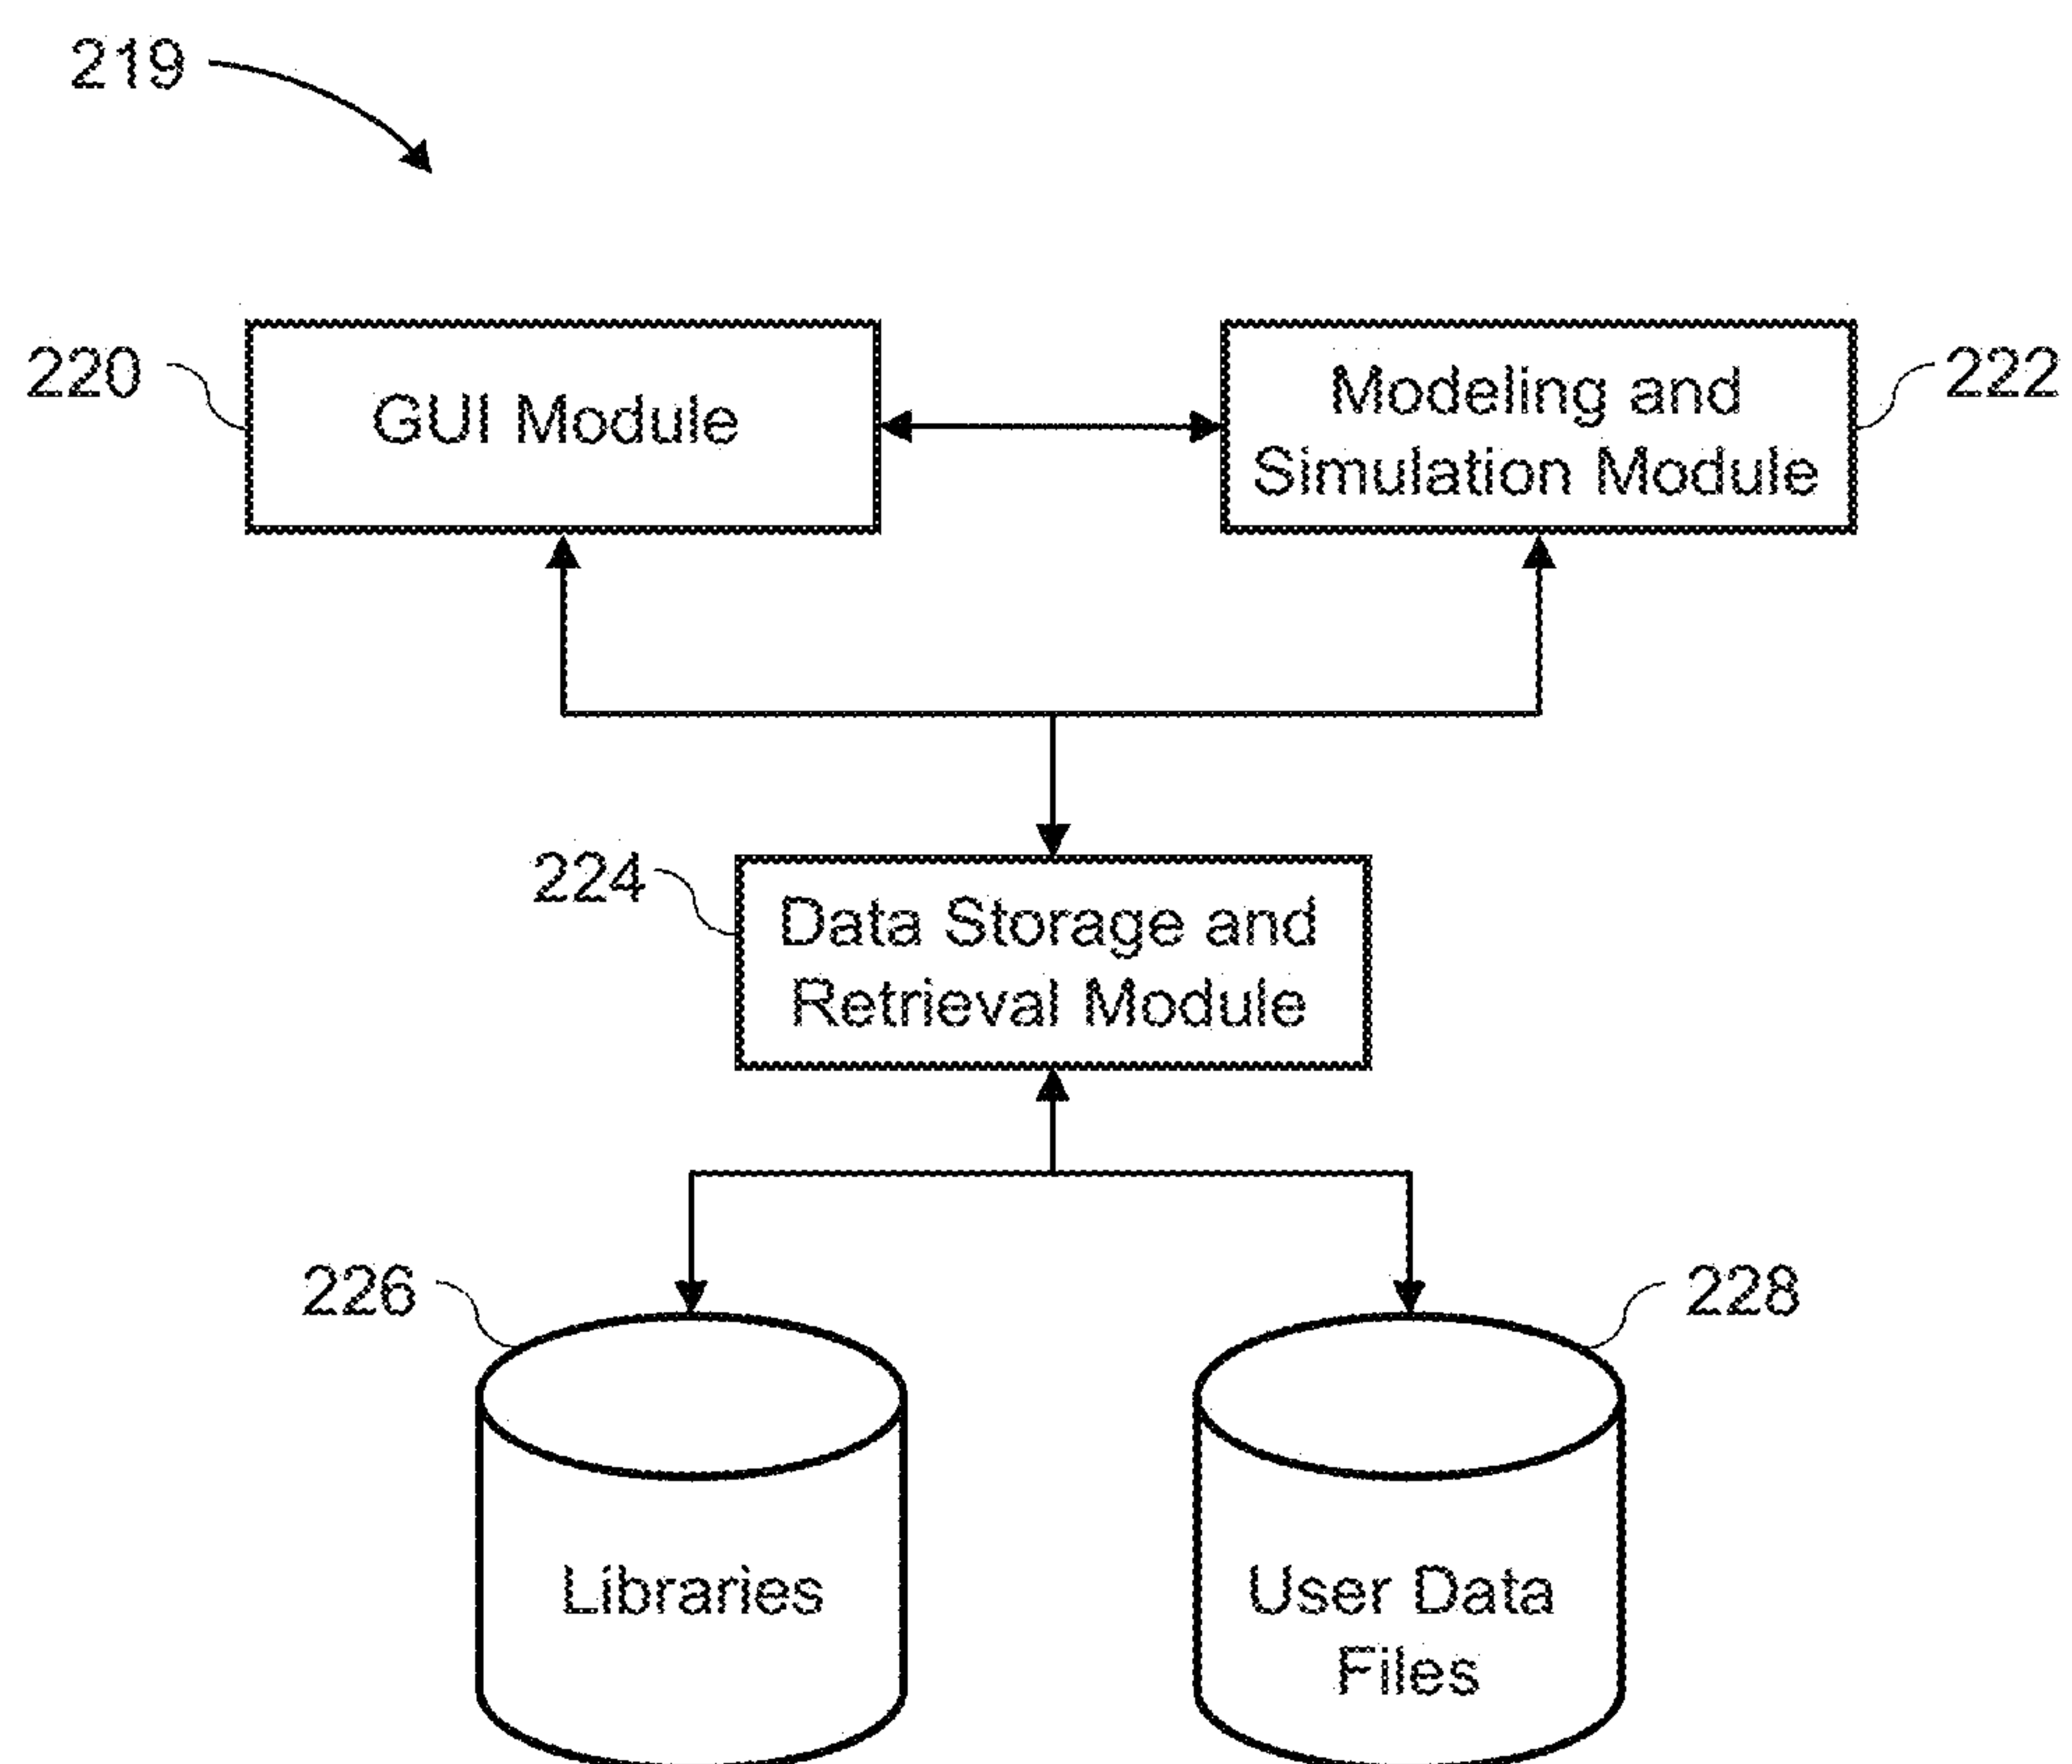 219
220
GUI Module
Modeling and
Simulation Module
222
224
Data Storage and
Retrieval Module
226
Libraries
228
User Data
Files